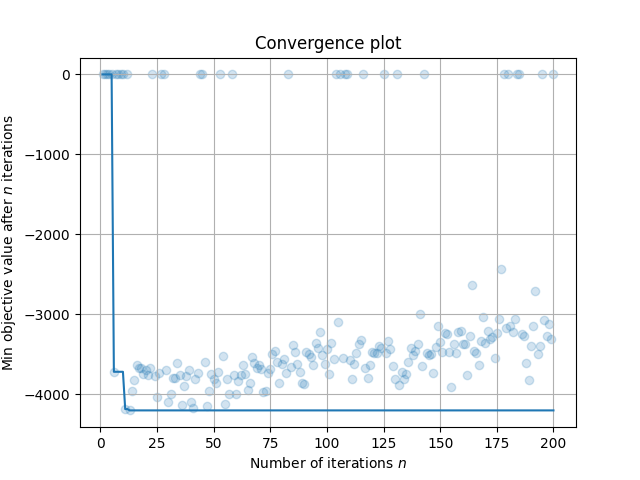 Convergence plot
Min objective value after n iterations
0
−1000
−2000
−3000
−4000
0 25 50 75 100 125 150 175 200
Number of iterations n